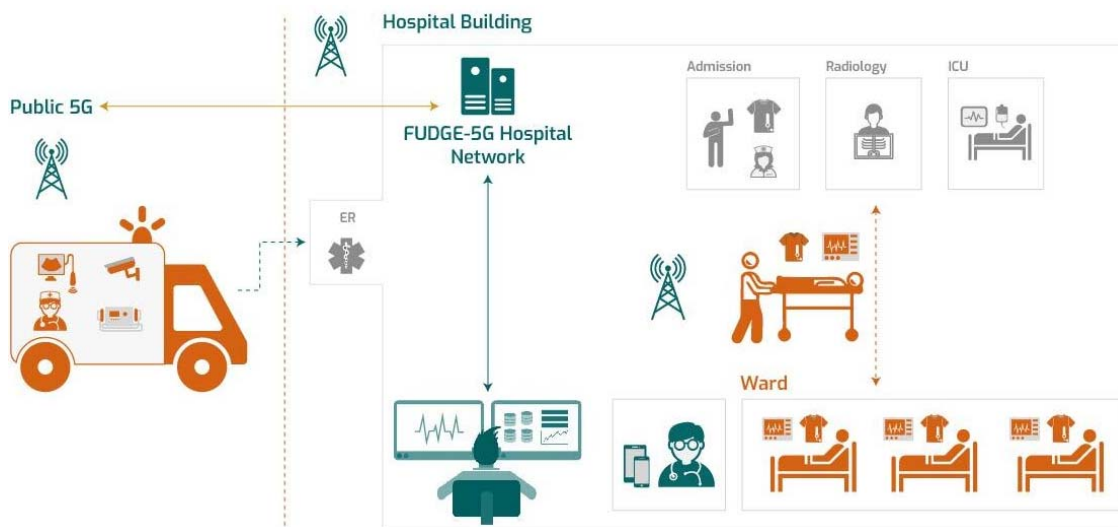 Hospital Building
Public 5G
FUDGE-5G Hospital
Network
Admission
Radiology
ICU
ER
Ward